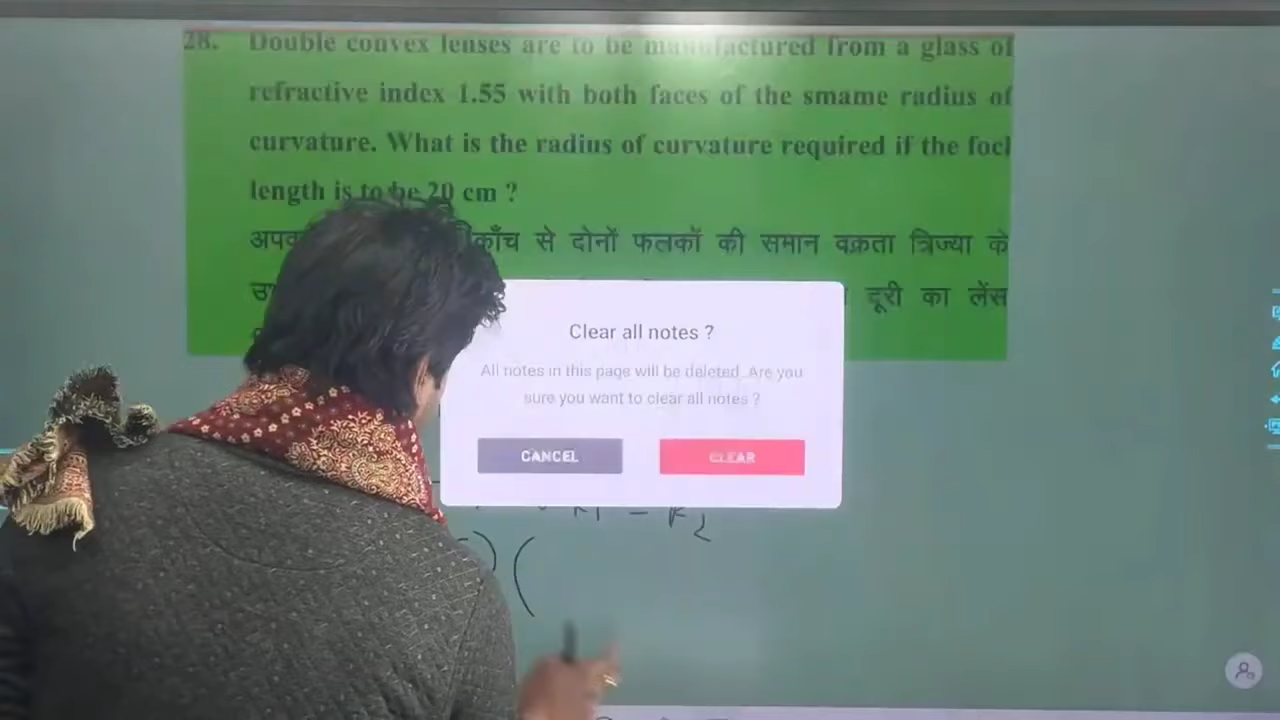 28. Double convex lenses are to be manufactured from a glass of
refractive index 1.55 with both faces of the smame radius of
curvature. What is the radius of curvature required if the focl
length is to be 20 cm ?
काँच से दोनों फलकों की समान वक्रता त्रिज्या के
दूरी का लेंस
Clear all notes ?
All notes in this page will be deleted. Are you
sure you want to clear all notes ?
CANCEL CLEAR
R1 - R2
) (